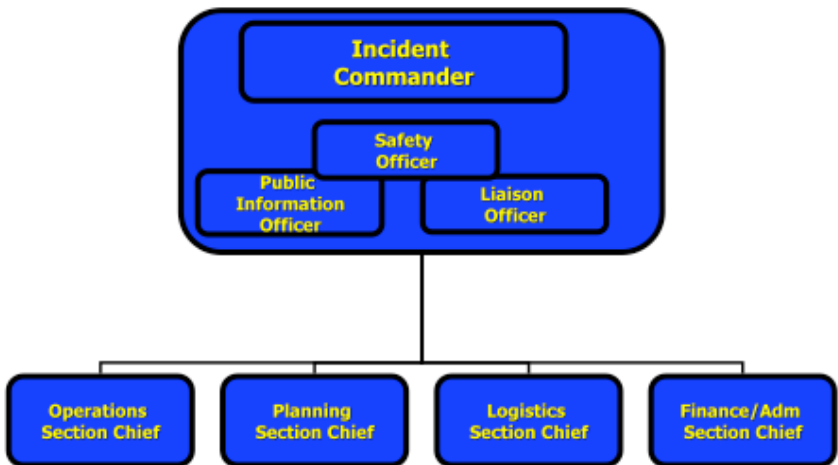 Incident
Commander
Safety
Officer
Public
Information
Officer
Liaison
Officer
Operations
Section Chief
Planning
Section Chief
Logistics
Section Chief
Finance/Adm
Section Chief